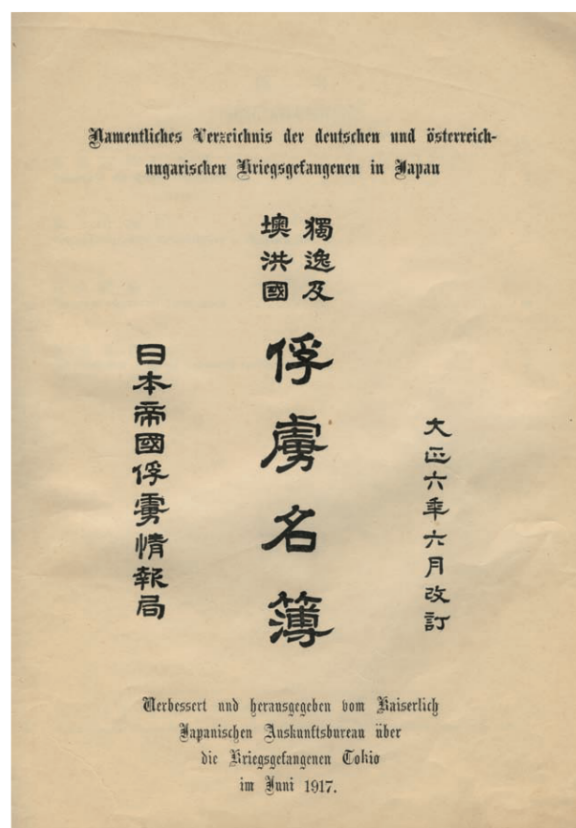 Namentliches Verzeichnis der deutschen und österreich-
ungarischen Kriegsgefangenen in Japan
獨逸及
墺洪國
俘虜名簿
大正六年六月改訂
日本帝國俘虜情報局
Verbessert und herausgegeben vom Kaiserlich
Japanischen Auskunftsbureau über
die Kriegsgefangenen Tokio
im Juni 1917.